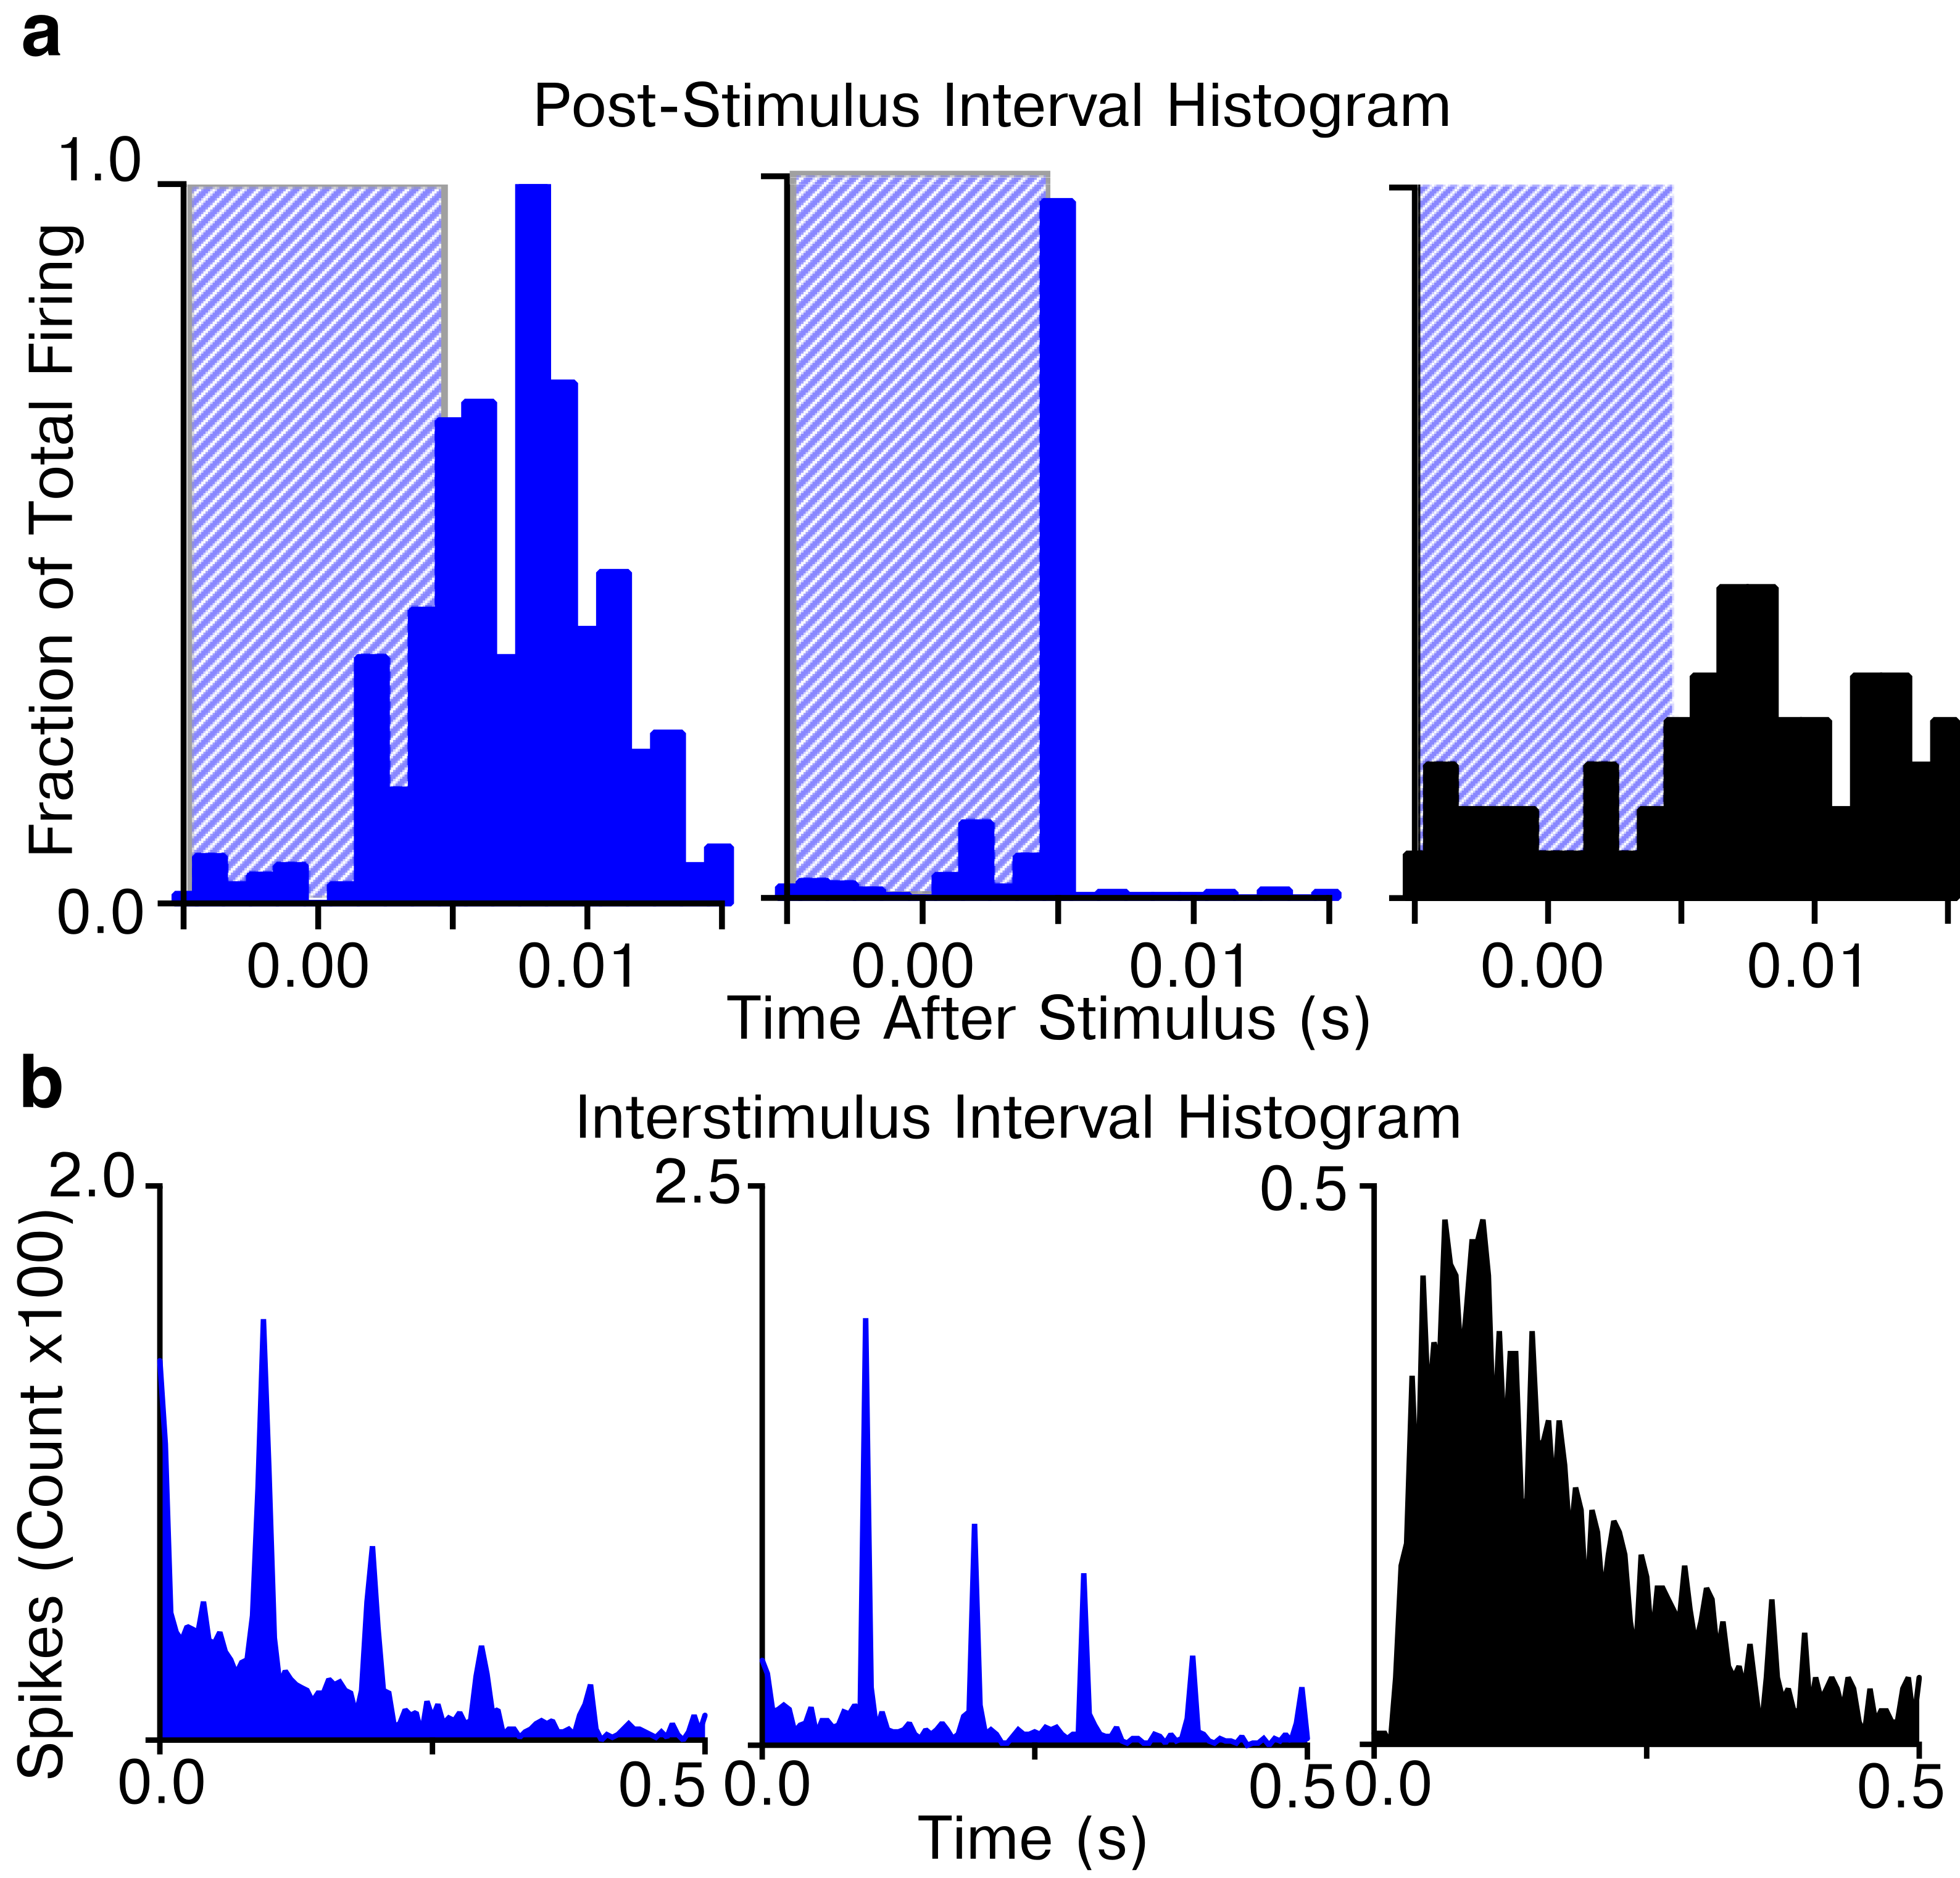 a
Post-Stimulus Interval Histogram
Fraction of Total Firing
1.0
0.0
0.00 0.01 0.00 0.01 0.00 0.01
Time After Stimulus (s)
b
Interstimulus Interval Histogram
Spikes (Count x100)
2.0 2.5 0.5
0.0 0.5 0.0 0.5 0.0 0.5
Time (s)